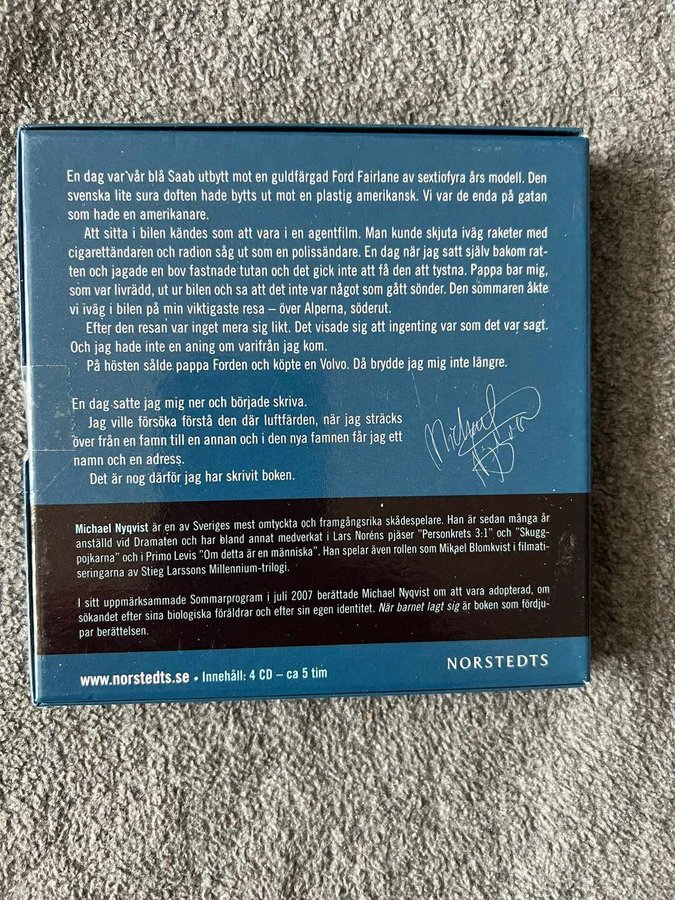 En dag var vår blå Saab utbytt mot en guldfärgad Ford Fairlane av sextiofyra års modell. Den
svenska lite sura doften hade bytts ut mot en plastig amerikansk. Vi var de enda på gatan
som hade en amerikanare.
Att sitta i bilen kändes som att vara i en agentfilm. Man kunde skjuta iväg raketer med
cigarettändaren och radion såg ut som en polissändare. En dag när jag satt själv bakom rat-
ten och jagade en bov fastnade tutan och det gick inte att få den att tystna. Pappa bar mig,
som var livrädd, ut ur bilen och sa att det inte var något som gått sönder. Den sommaren åkte
vi iväg i bilen på min viktigaste resa – över Alperna, söderut.
Efter den resan var inget mera sig likt. Det visade sig att ingenting var som det var sagt.
Och jag hade inte en aning om varifrån jag kom.
På hösten sålde pappa Forden och köpte en Volvo. Då brydde jag mig inte längre.
En dag satte jag mig ner och började skriva.
Jag ville försöka förstå den där luftfärden, när jag sträcks
över från en famn till en annan och i den nya famnen får jag ett
namn och en adress.
Det är nog därför jag har skrivit boken.
Michael Nyqvist
Michael Nyqvist är en av Sveriges mest omtyckta och framgångsrika skådespelare. Han är sedan många år
anställd vid Dramaten och har bland annat medverkat i Lars Noréns pjäser "Personkrets 3:1" och "Skugg-
pojkarna" och i Primo Levis "Om detta är en människa". Han spelar även rollen som Mikael Blomkvist i filmati-
seringarna av Stieg Larssons Millennium-trilogi.
I sitt uppmärksammade Sommarprogram i juli 2007 berättade Michael Nyqvist om att vara adopterad, om
sökandet efter sina biologiska föräldrar och efter sin egen identitet. När barnet lagt sig är boken som fördju-
par berättelsen.
www.norstedts.se • Innehåll: 4 CD – ca 5 tim
NORSTEDTS